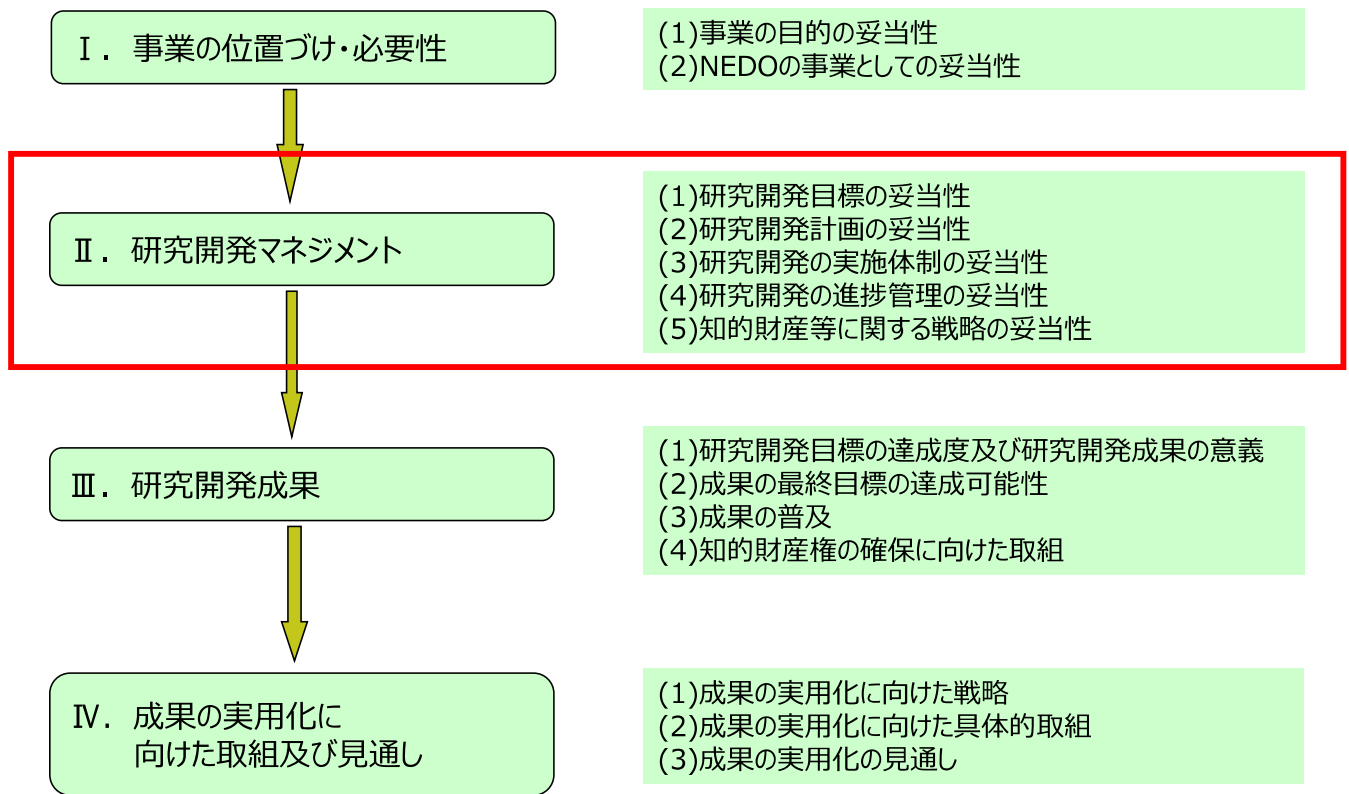 Ⅰ．事業の位置づけ・必要性
(1)事業の目的の妥当性
(2)NEDOの事業としての妥当性
Ⅱ．研究開発マネジメント
(1)研究開発目標の妥当性
(2)研究開発計画の妥当性
(3)研究開発の実施体制の妥当性
(4)研究開発の進捗管理の妥当性
(5)知的財産等に関する戦略の妥当性
Ⅲ．研究開発成果
(1)研究開発目標の達成度及び研究開発成果の意義
(2)成果の最終目標の達成可能性
(3)成果の普及
(4)知的財産権の確保に向けた取組
Ⅳ．成果の実用化に
向けた取組及び見通し
(1)成果の実用化に向けた戦略
(2)成果の実用化に向けた具体的取組
(3)成果の実用化の見通し